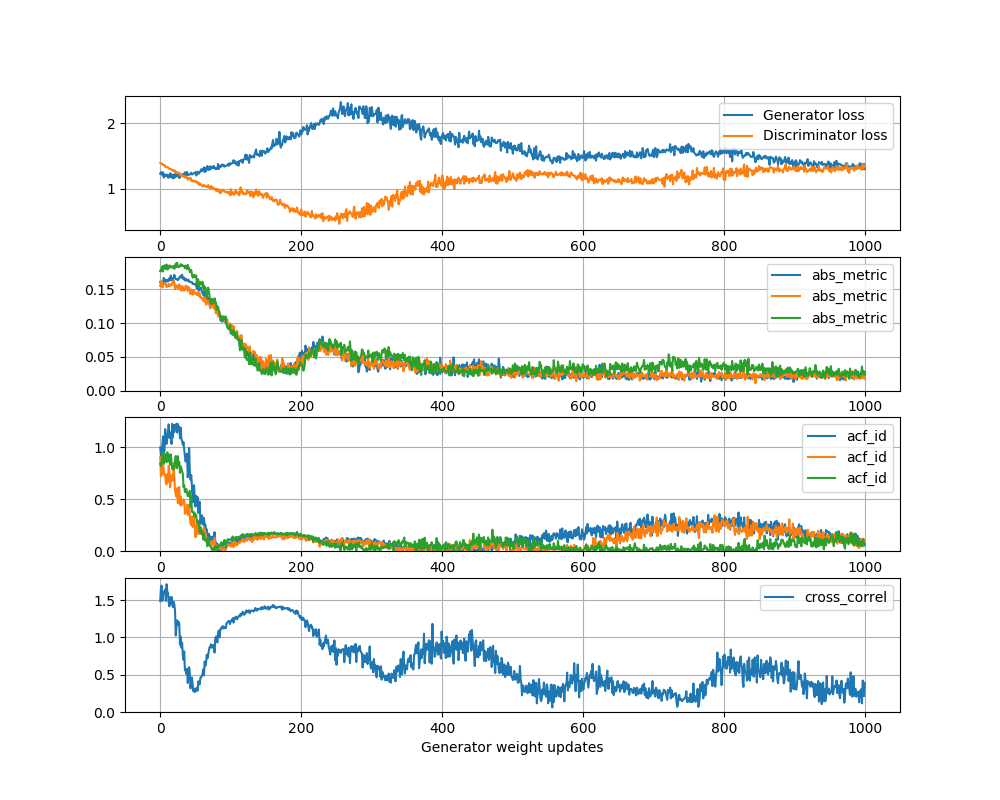 2
1
Generator loss
Discriminator loss
0 200 400 600 800 1000
0.15
0.10
0.05
0.00
abs_metric
abs_metric
abs_metric
0 200 400 600 800 1000
1.0
0.5
0.0
acf_id
acf_id
acf_id
0 200 400 600 800 1000
1.5
1.0
0.5
0.0
cross_correl
0 200 400 600 800 1000
Generator weight updates